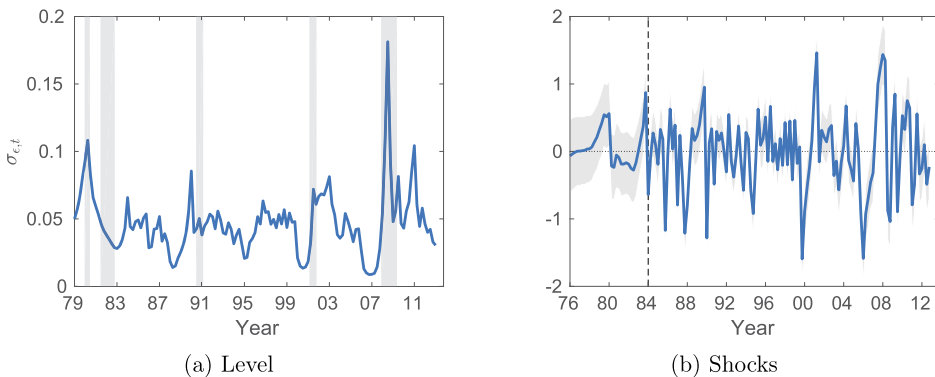 0.2
0.15
0.1
0.05
0
σ_{ϵ,t}
79 83 87 91 95 99 03 07 11
Year
(a) Level
2
1
0
-1
-2
76 80 84 88 92 96 00 04 08 12
Year
(b) Shocks